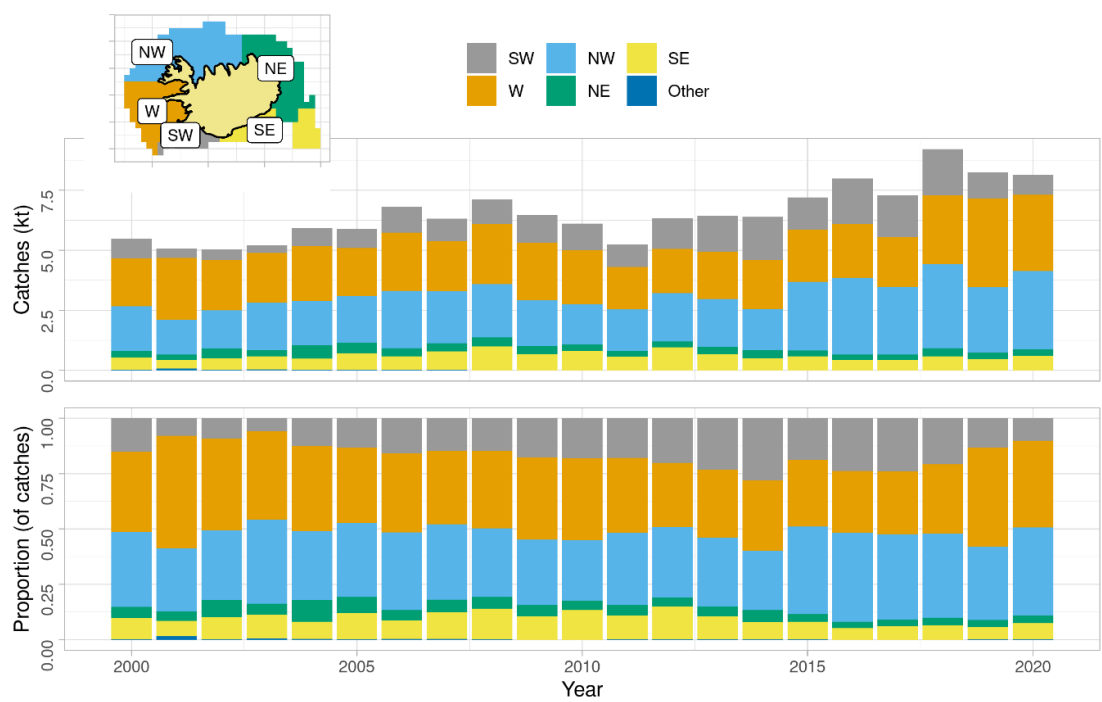 NW
NE
W
SW
SE
SW NW SE
W NE Other
Catches (kt)
7.5
5.0
2.5
0.0
Proportion (of catches)
1.00
0.75
0.50
0.25
0.00
2000 2005 2010 2015 2020
Year